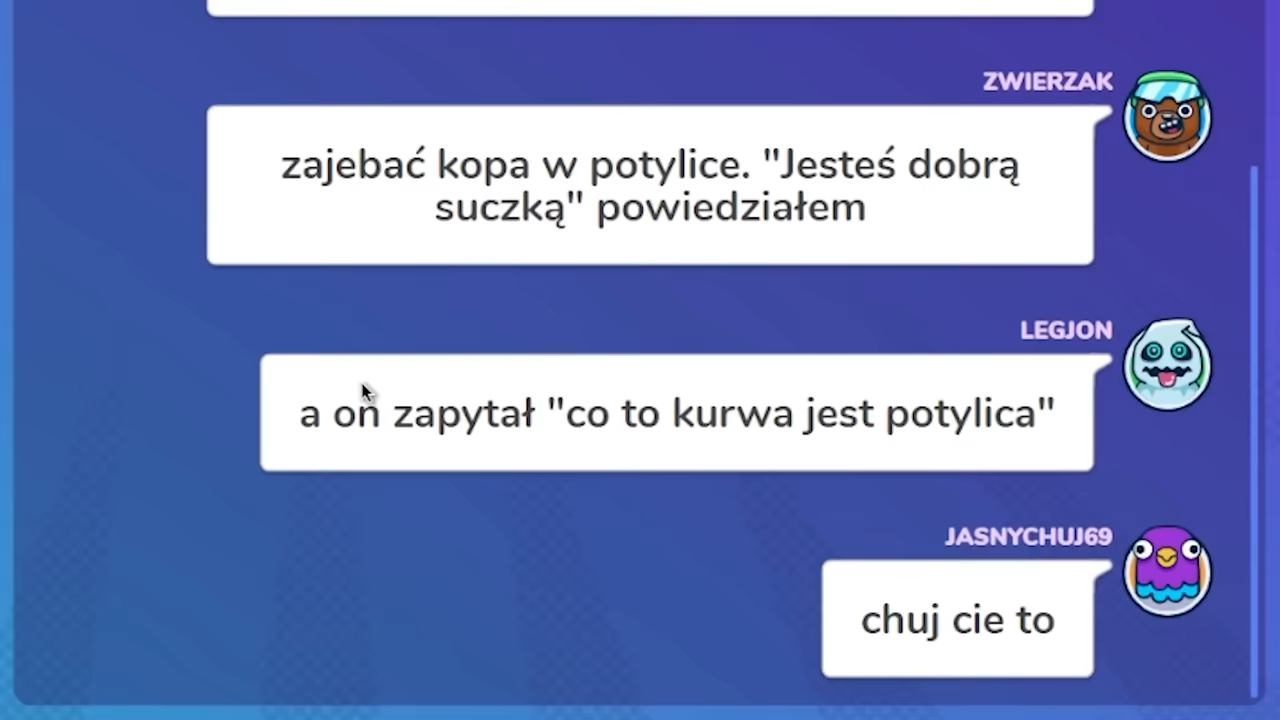 ZWIERZAK
zajebać kopa w potylice. "Jesteś dobrą
suczką" powiedziałem
LEGJON
a on zapytał "co to kurwa jest potylica"
JASNYCHUJ69
chuj cie to